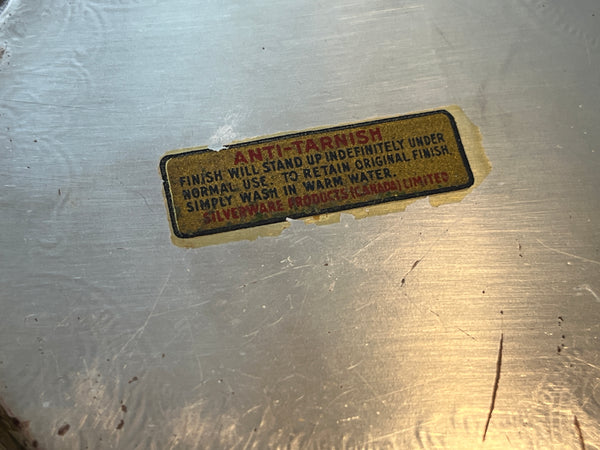 ANTI-TARNISH
FINISH WILL STAND UP INDEFINITELY UNDER
NORMAL USE. TO RETAIN ORIGINAL FINISH,
SIMPLY WASH IN WARM WATER.
SILVERWARE PRODUCTS (CANADA) LIMITED